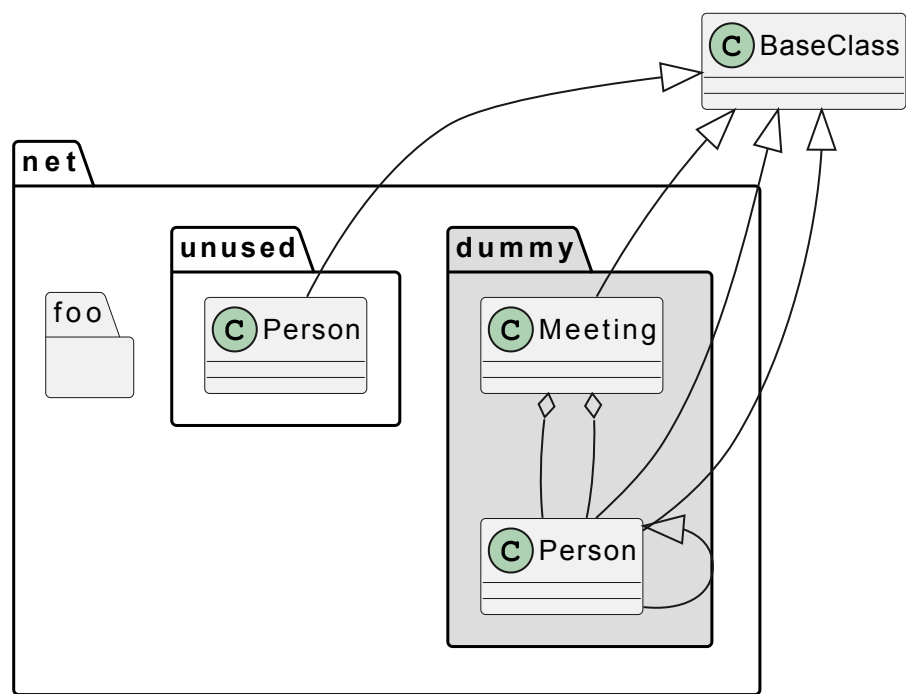 C BaseClass
net
unused
dummy
foo
C Person
C Meeting
C Person